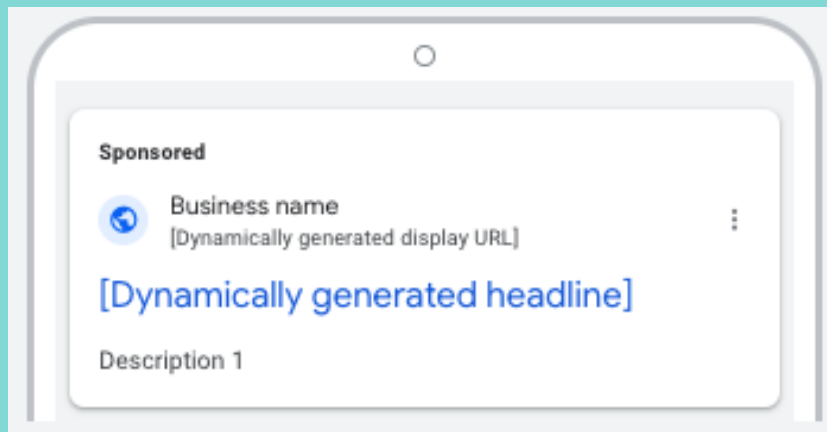 Sponsored
Business name
[Dynamically generated display URL]
[Dynamically generated headline]
Description 1